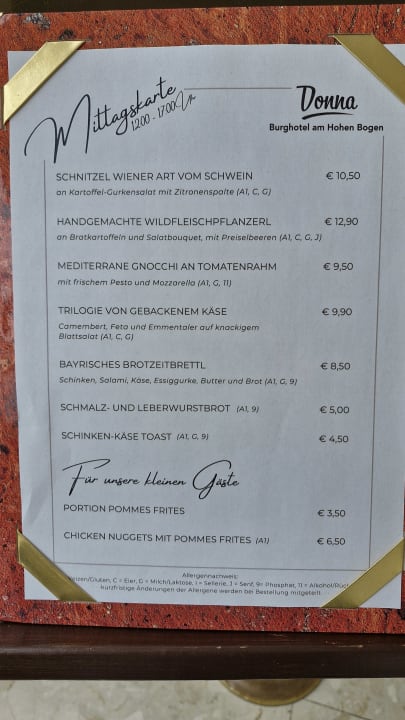 Mittagskarte
12.00 - 17.00 Uhr
Donna
Burghotel am Hohen Bogen
SCHNITZEL WIENER ART VOM SCHWEIN € 10,50
an Kartoffel-Gurkensalat mit Zitronenspalte (A1, C, G)
HANDGEMACHTE WILDFLEISCHPFLANZERL € 12,90
an Bratkartoffeln und Salatbouquet, mit Preiselbeeren (A1, C, G, J)
MEDITERRANE GNOCCHI AN TOMATENRAHM € 9,50
mit frischem Pesto und Mozzarella (A1, G, 11)
TRILOGIE VON GEBACKENEM KÄSE € 9,90
Camembert, Feta und Emmentaler auf knackigem
Blattsalat (A1, C, G)
BAYRISCHES BROTZEITBRETTL € 8,50
Schinken, Salami, Käse, Essiggurke, Butter und Brot (A1, G, 9)
SCHMALZ- UND LEBERWURSTBROT (A1, 9) € 5,00
SCHINKEN-KÄSE TOAST (A1, G, 9) € 4,50
Für unsere kleinen Gäste
PORTION POMMES FRITES € 3,50
CHICKEN NUGGETS MIT POMMES FRITES (A1) € 6,50
Allergennachweis:
eizen/Gluten, C = Eier, G = Milch/Laktose, I = Sellerie, J = Senf, 9= Phosphat, 11 = Alkohol/Rück
kurzfristige Änderungen der Allergene werden bei Bestellung mitgeteilt